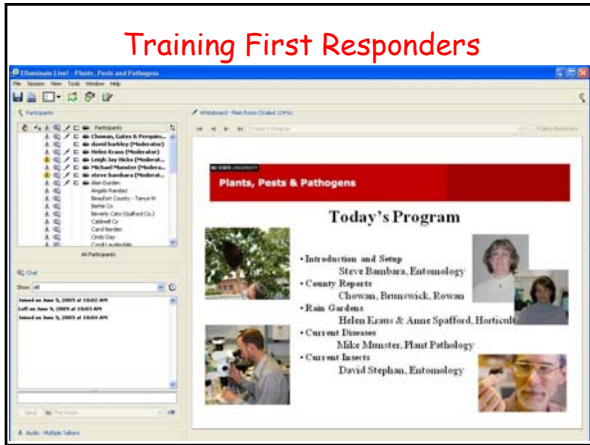 Training First Responders
Elluminate Live! - Plants, Pests and Pathogens
File Session View Tools Window Help
Participants
Participants
Chowan, Gates & Perquim...
david barkley (Moderator)
Helen Kraus (Moderator)
Leigh Jay Hicks (Moderat...
Michael Munster (Modera...
steve bambara (Moderat...
Alan Durden
Angelo Randaci
Beaufort County - Tanya W
Bertie Co
Beverly Cato (Guilford Co.)
Caldwell Co
Carol Norden
Cindy Day
All Participants
Chat
Show All
Joined on June 9, 2009 at 10:02 AM
Left on June 9, 2009 at 10:03 AM
Joined on June 9, 2009 at 10:04 AM
Send to This Room
Audio - Multiple Talkers
Whiteboard - Main Room (Scaled 124%)
Today's Program
Follow Moderator
NC STATE UNIVERSITY
Plants, Pests & Pathogens
Today's Program
• Introduction and Setup
Steve Bambara, Entomology
• County Reports
Chowan, Brunswick, Rowan
• Rain Gardens
Helen Kraus & Anne Spafford, Horticult
• Current Diseases
Mike Munster, Plant Pathology
• Current Insects
David Stephan, Entomology